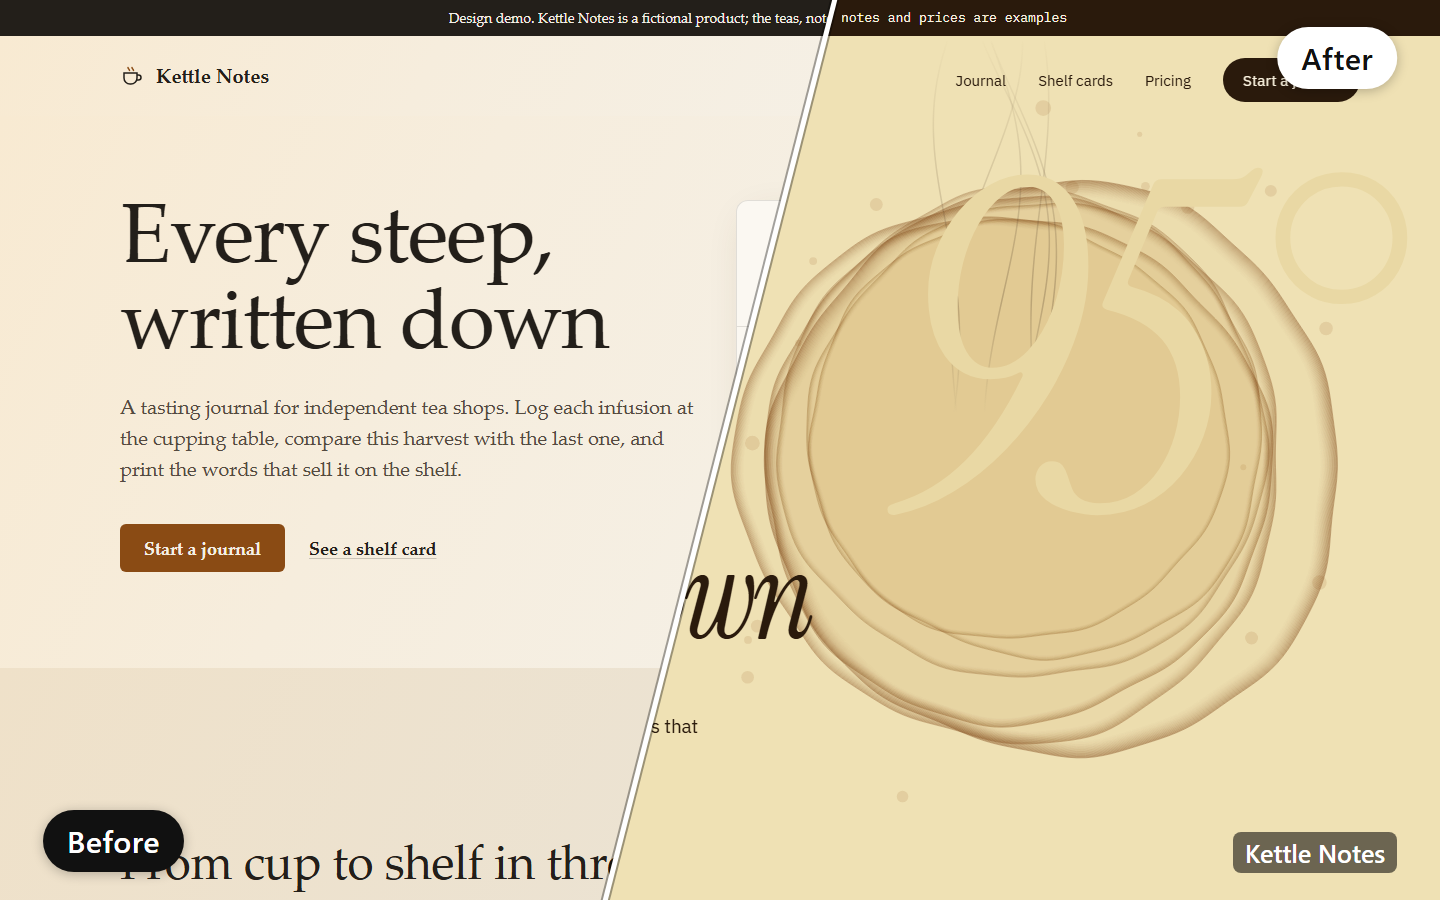 Design demo. Kettle Notes is a fictional product; the teas, notes and prices are examples
Kettle Notes
Journal
Shelf cards
Pricing
Start a
After
Every steep,
written down
95°
A tasting journal for independent tea shops. Log each infusion at
the cupping table, compare this harvest with the last one, and
print the words that sell it on the shelf.
Start a journal
See a shelf card
wn
s that
Before
From cup to shelf in thr
Kettle Notes